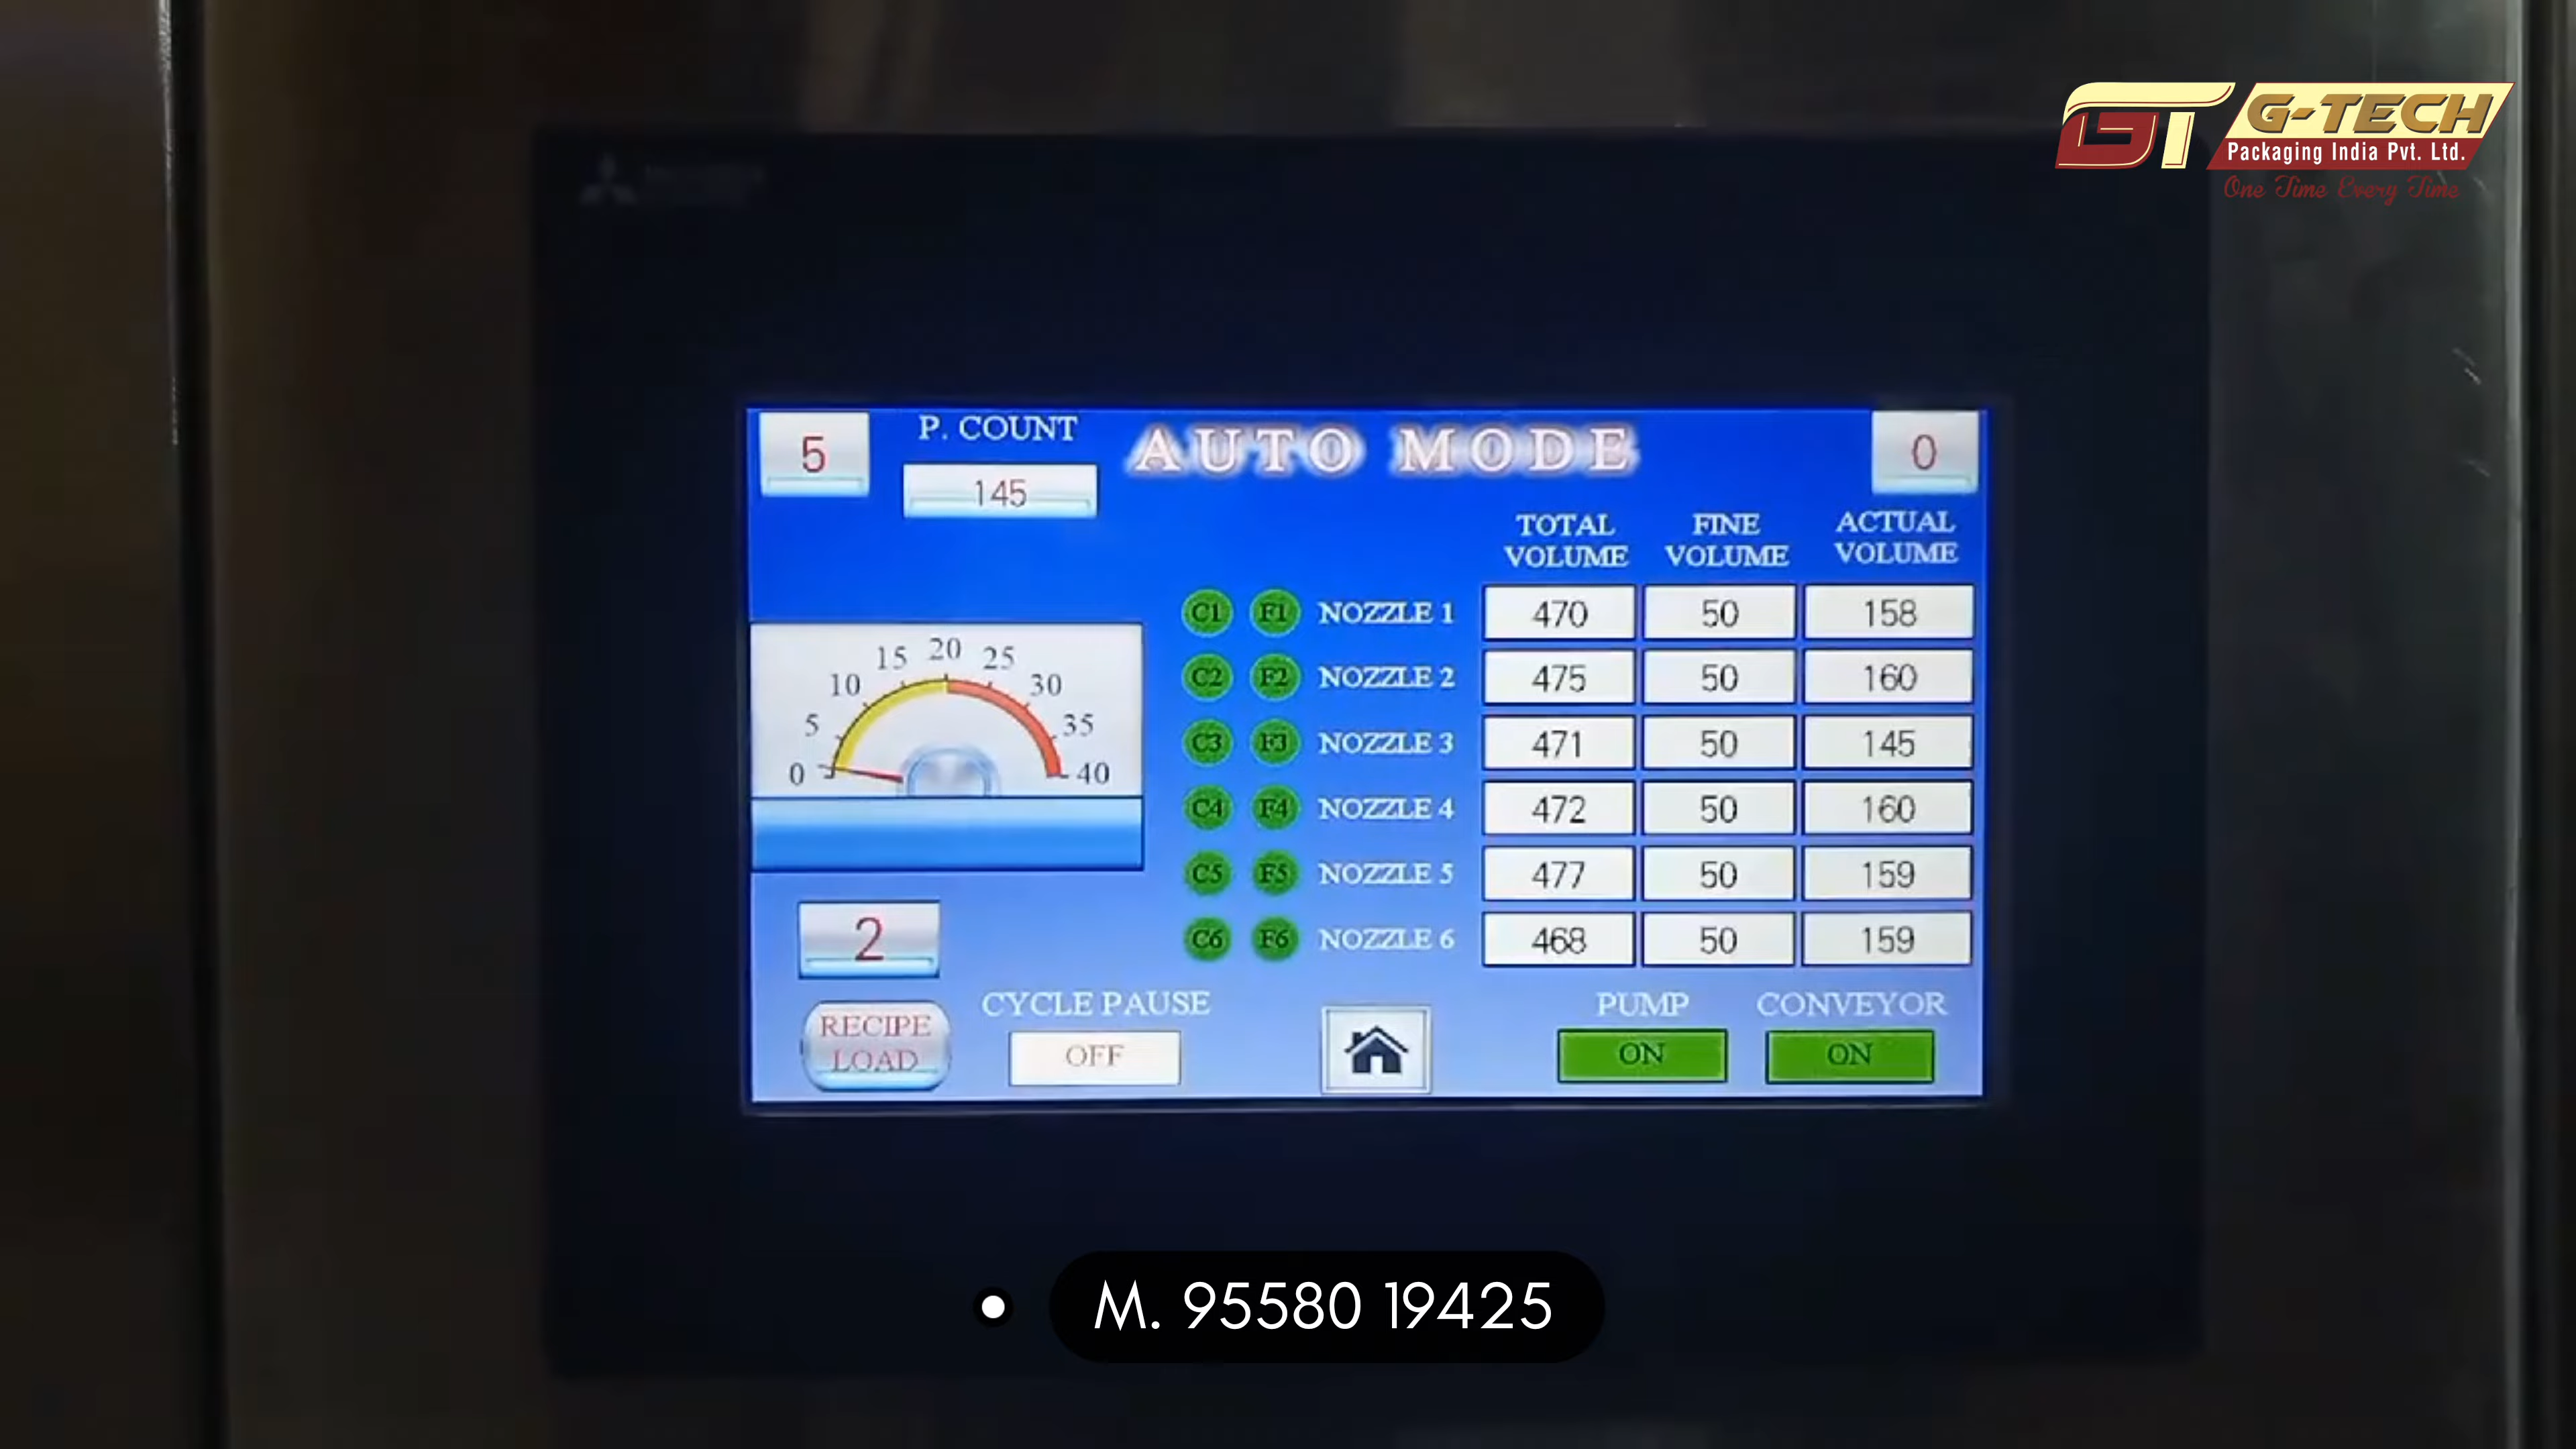 GT G-TECH
Packaging India Pvt. Ltd.
One Time Every Time
5
P. COUNT
145
AUTO MODE
0
TOTAL VOLUME
FINE VOLUME
ACTUAL VOLUME
C1 F1 NOZZLE 1 470 50 158
C2 F2 NOZZLE 2 475 50 160
C3 F3 NOZZLE 3 471 50 145
C4 F4 NOZZLE 4 472 50 160
C5 F5 NOZZLE 5 477 50 159
C6 F6 NOZZLE 6 468 50 159
0 5 10 15 20 25 30 35 40
2
RECIPE
LOAD
CYCLE PAUSE
OFF
PUMP
ON
CONVEYOR
ON
M. 95580 19425